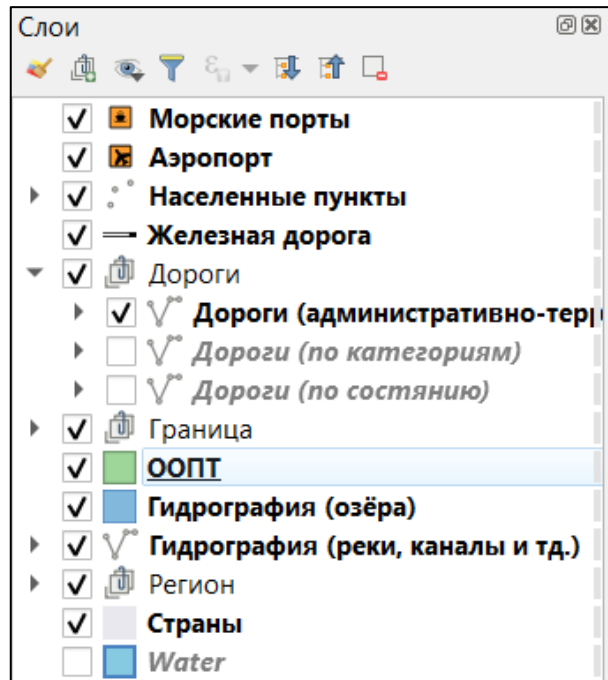 Слои
Морские порты
Аэропорт
Населенные пункты
Железная дорога
Дороги
Дороги (административно-терр
Дороги (по категориям)
Дороги (по состянию)
Граница
ООПТ
Гидрография (озёра)
Гидрография (реки, каналы и тд.)
Регион
Страны
Water